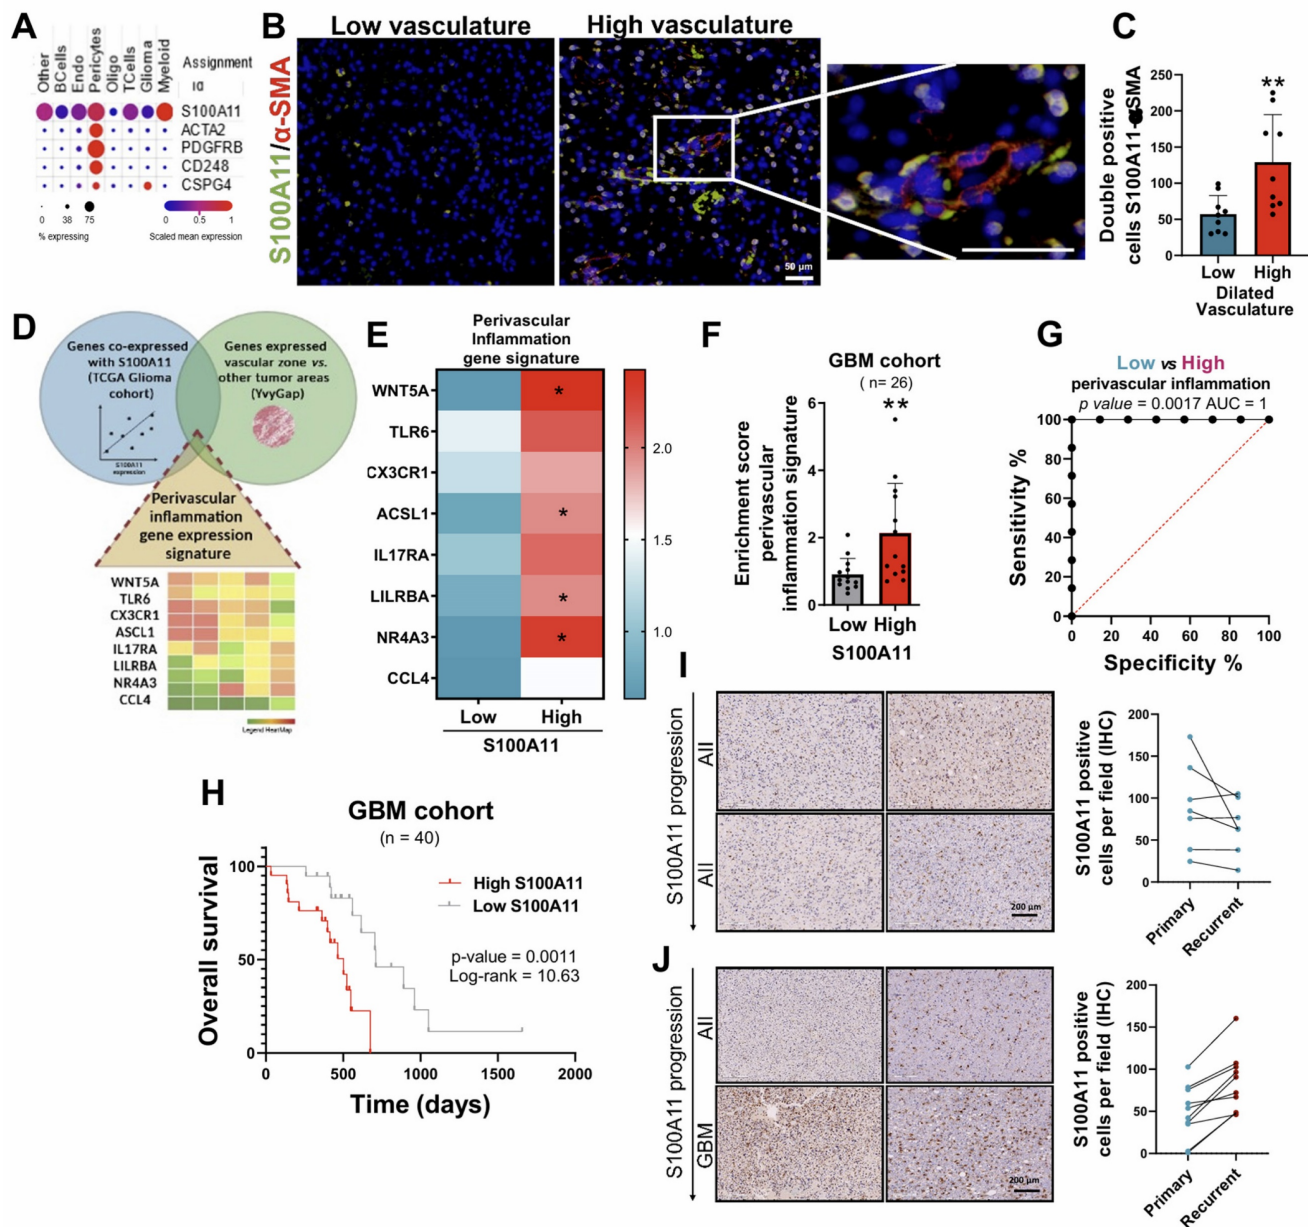 A
Other
BCells
Endo
Pericytes
Oligo
TCells
Glioma
Myeloid
Assignment
S100A11
ACTA2
PDGFRB
CD248
CSPG4
0 38 75
0 0.5 1
% expressing
Scaled mean expression
B
Low vasculature
High vasculature
S100A11/α-SMA
50 µm
C
Double positive
cells S100A11-αSMA
250
200
150
100
50
0
**
Low High
Dilated
Vasculature
D
Genes co-expressed
with S100A11
(TCGA Glioma
cohort)
S100A11
expression
Genes expressed
vascular zone vs.
other tumor areas
(YvyGap)
Perivascular
inflammation
gene expression
signature
WNT5A
TLR6
CX3CR1
ASCL1
IL17RA
LILRBA
NR4A3
CCL4
Legend HeatMap
E
Perivascular
Inflammation
gene signature
WNT5A *
TLR6
CX3CR1
ACSL1 *
IL17RA
LILRBA *
NR4A3 *
CCL4
2.0
1.5
1.0
Low High
S100A11
F
GBM cohort
( n= 26)
**
Enrichment score
perivascular
inflammation signature
6
4
2
0
Low High
S100A11
G
Low vs High
perivascular inflammation
p value = 0.0017 AUC = 1
Sensitivity %
100
80
60
40
20
0
0 20 40 60 80 100
Specificity %
H
GBM cohort
(n = 40)
Overall survival
100
50
0
High S100A11
Low S100A11
p-value = 0.0011
Log-rank = 10.63
0 500 1000 1500 2000
Time (days)
I
S100A11 progression
AII
AII
200 µm
S100A11 positive
cells per field (IHC)
200
150
100
50
0
Primary
Recurrent
J
S100A11 progression
AII
GBM
200 µm
S100A11 positive
cells per field (IHC)
200
150
100
50
0
Primary
Recurrent